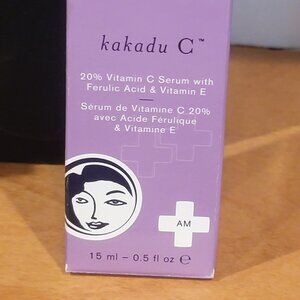 kakadu C™
20% Vitamin C Serum with
Ferulic Acid & Vitamin E
Sérum de Vitamine C 20%
avec Acide Férulique
& Vitamine E
AM
15 ml – 0.5 fl oz ℮